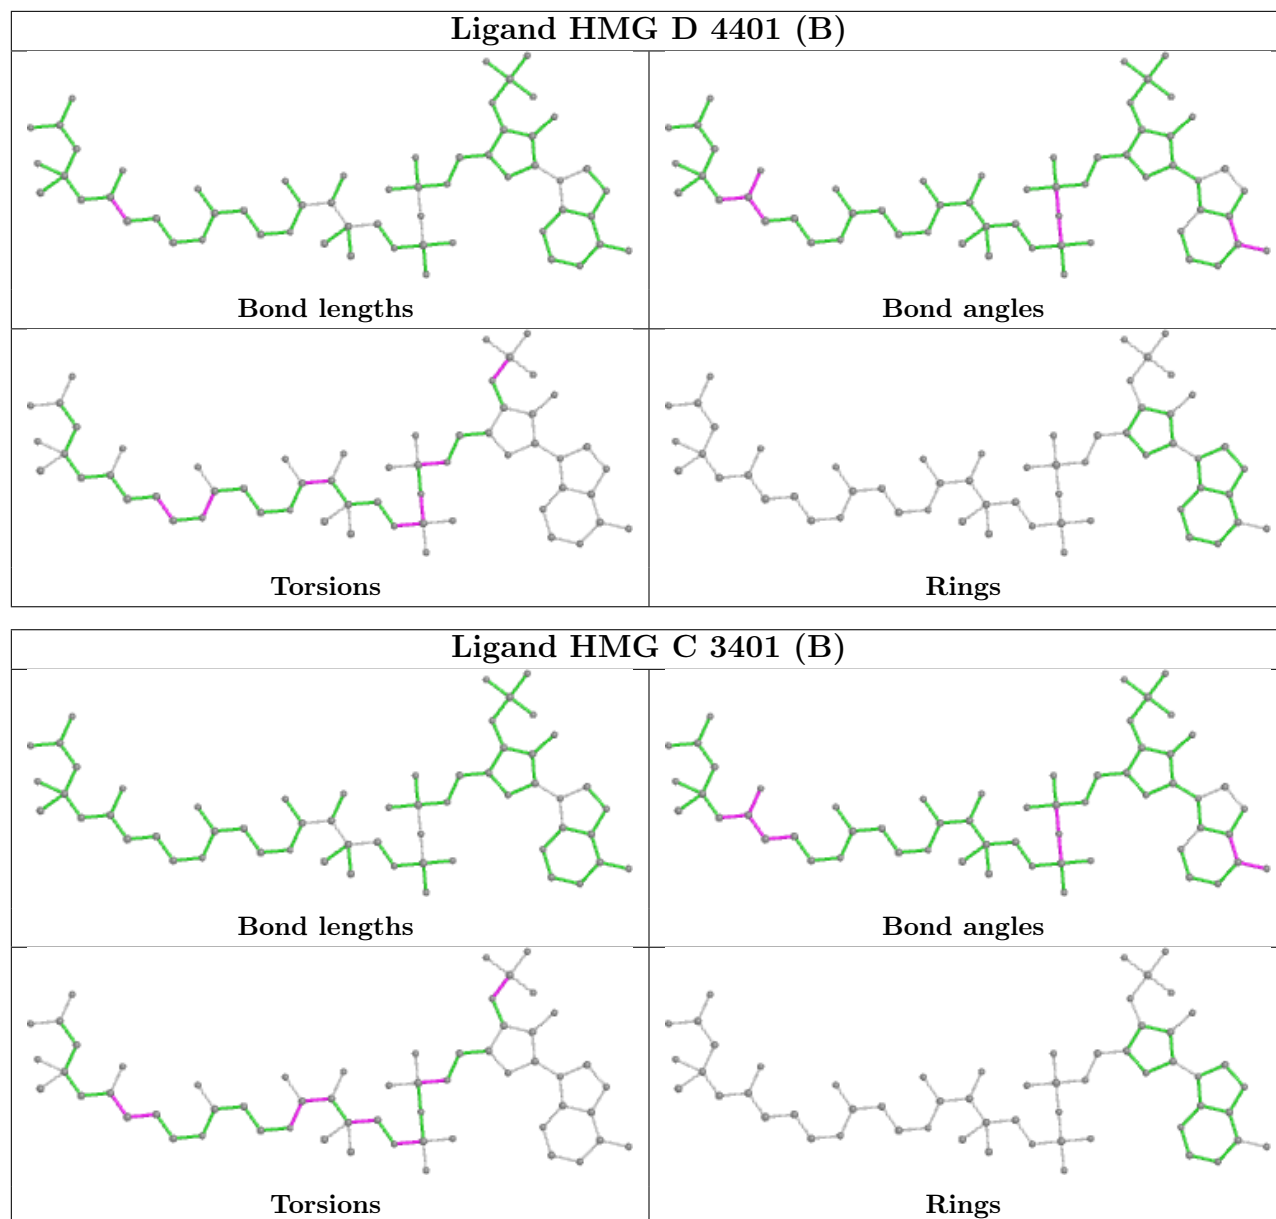 Ligand HMG D 4401 (B)
Bond lengths
Bond angles
Torsions
Rings
Ligand HMG C 3401 (B)
Bond lengths
Bond angles
Torsions
Rings